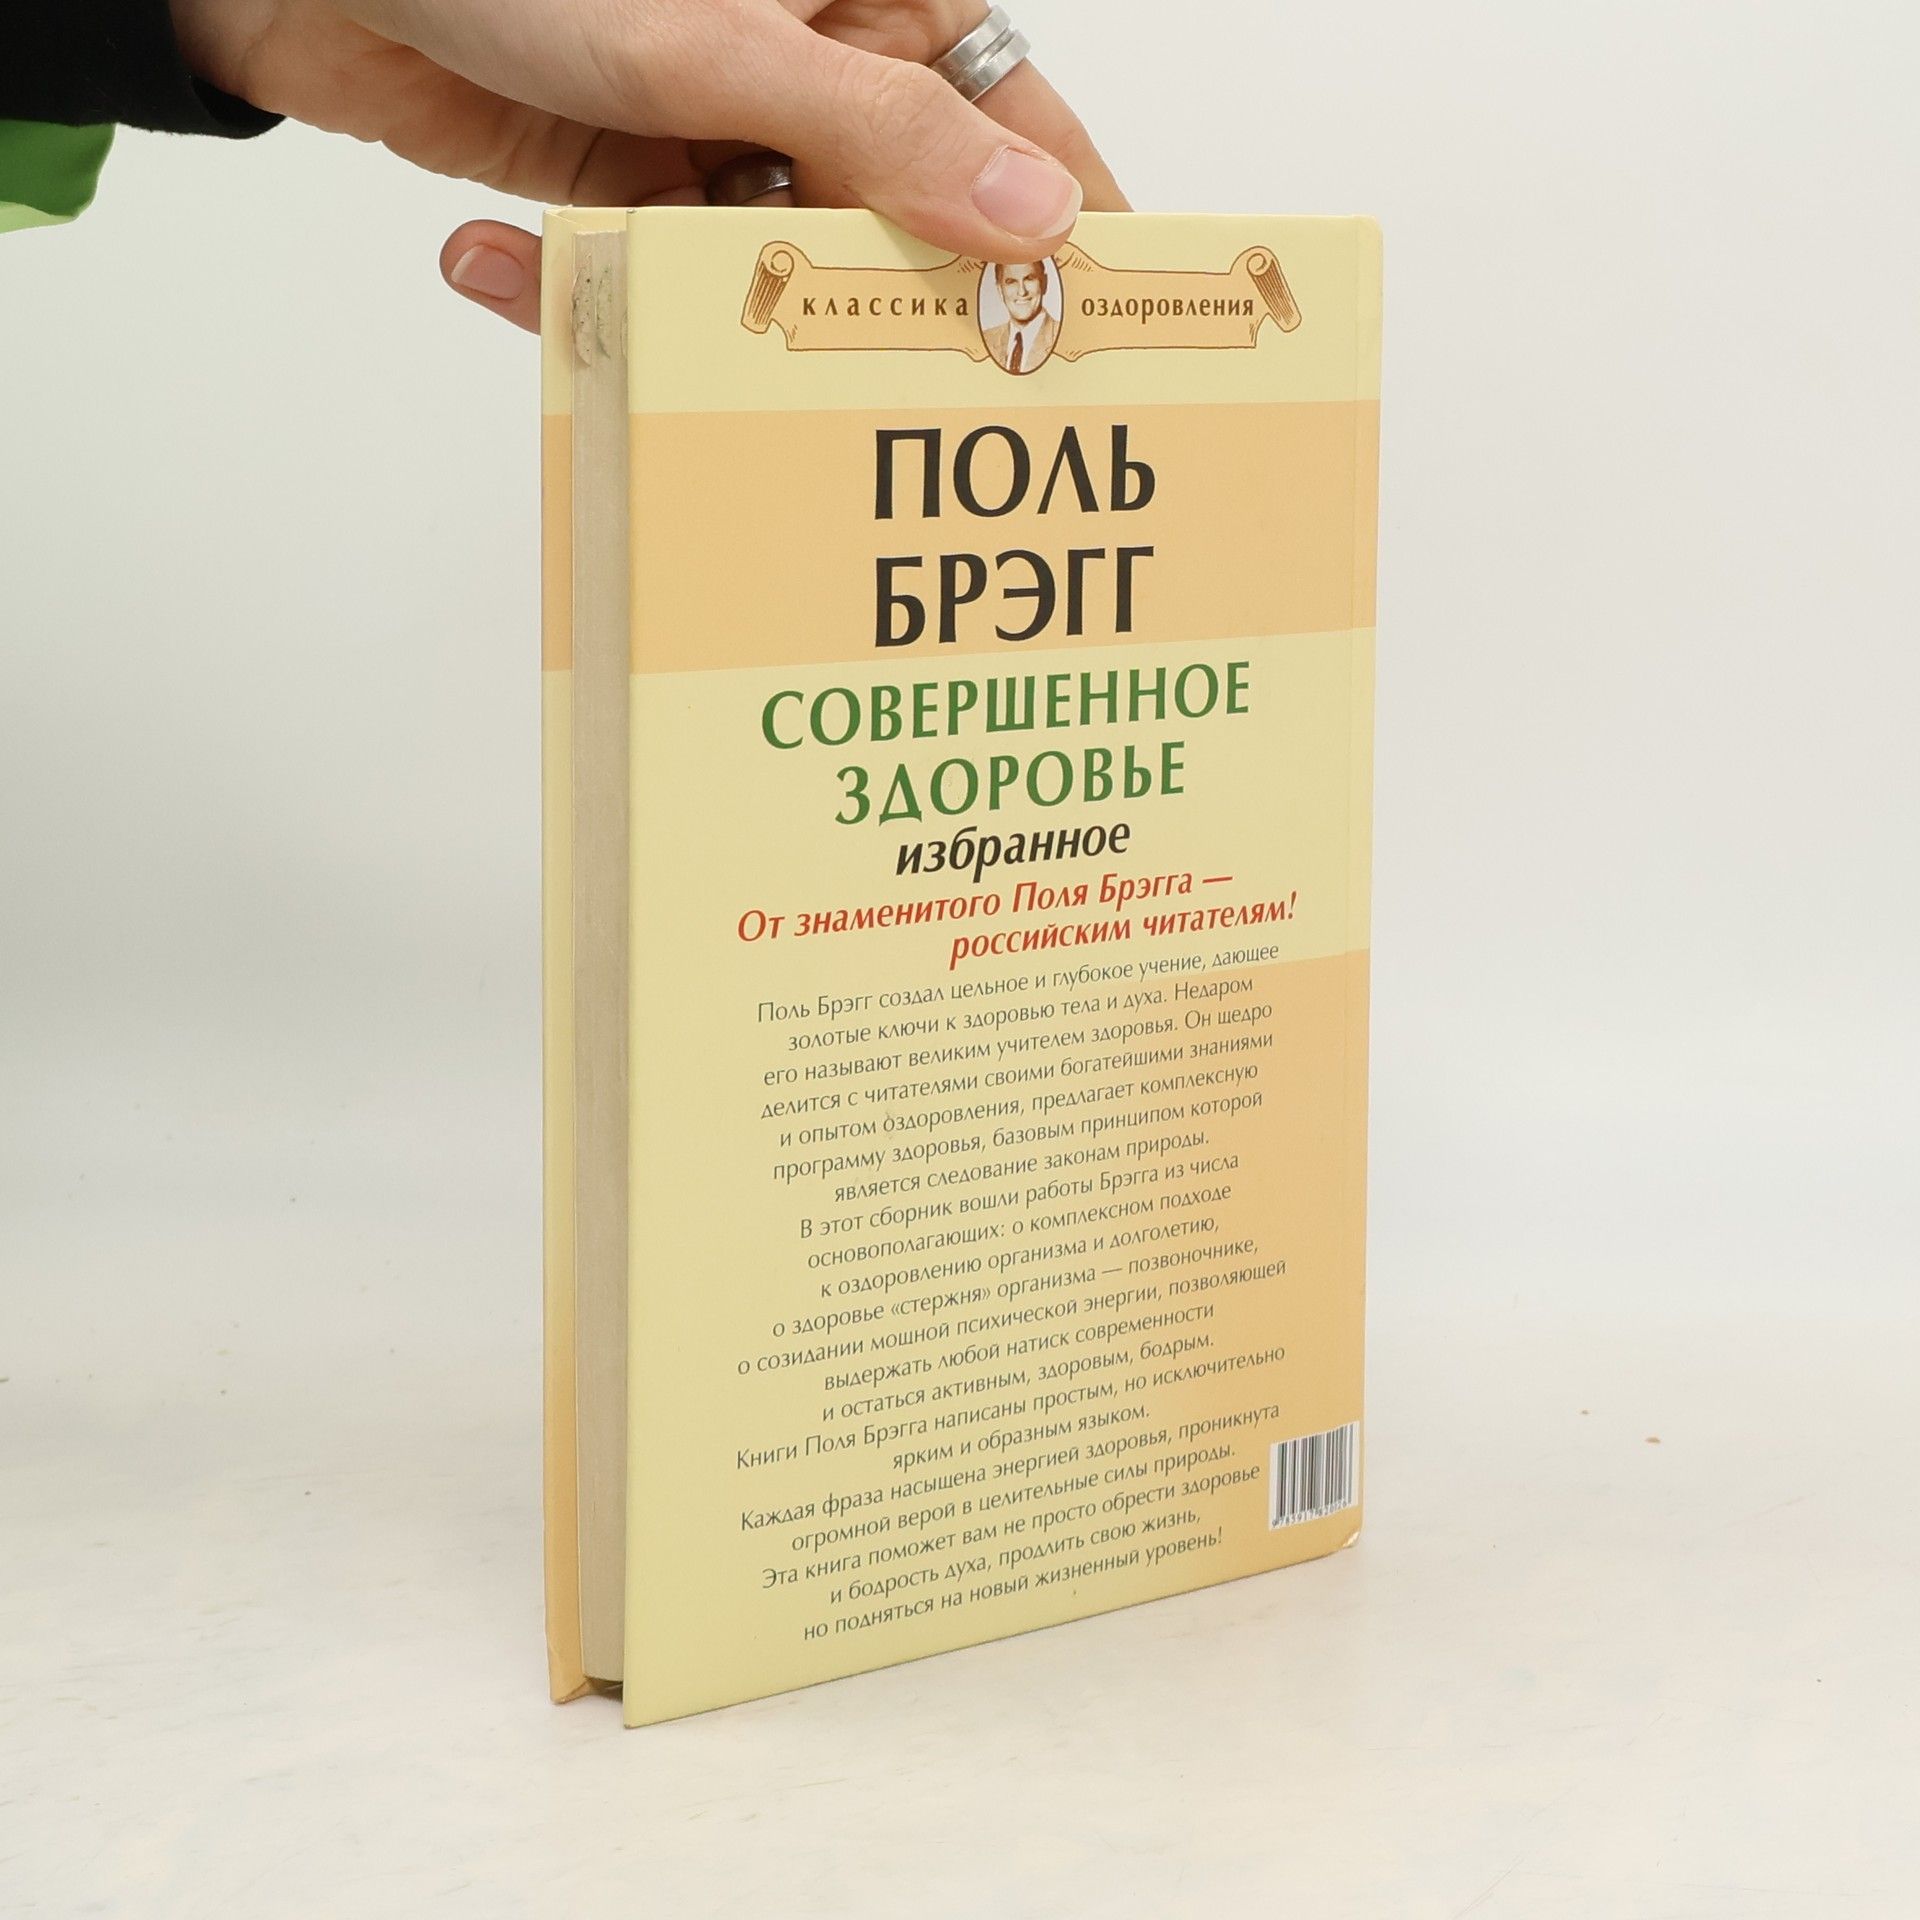 классика оздоровления
ПОЛЬ
БРЭГГ
СОВЕРШЕННОЕ
ЗДОРОВЬЕ
избранное
От знаменитого Поля Брэгга —
российским читателям!
Поль Брэгг создал цельное и глубокое учение, дающее
золотые ключи к здоровью тела и духа. Недаром
его называют великим учителем здоровья. Он щедро
делится с читателями своими богатейшими знаниями
и опытом оздоровления, предлагает комплексную
программу здоровья, базовым принципом которой
является следование законам природы.
В этот сборник вошли работы Брэгга из числа
основополагающих: о комплексном подходе
к оздоровлению организма и долголетию,
о здоровье «стержня» организма — позвоночнике,
о созидании мощной психической энергии, позволяющей
выдержать любой натиск современности
и остаться активным, здоровым, бодрым.
Книги Поля Брэгга написаны простым, но исключительно
ярким и образным языком.
Каждая фраза насыщена энергией здоровья, проникнута
огромной верой в целительные силы природы.
Эта книга поможет вам не просто обрести здоровье
и бодрость духа, продлить свою жизнь,
но подняться на новый жизненный уровень!